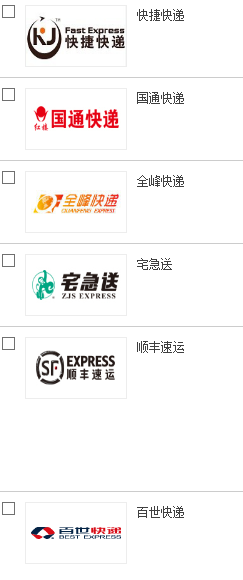 KJ
TM
Fast Express
快捷快递
快捷快递
红楼
国通快递
国通快递
全峰快递
QUANFENG EXPRESS
全峰快递
宅急送
ZJS EXPRESS
宅急送
SF
EXPRESS
顺丰速运
顺丰速运
百世快递
BEST EXPRESS
百世快递